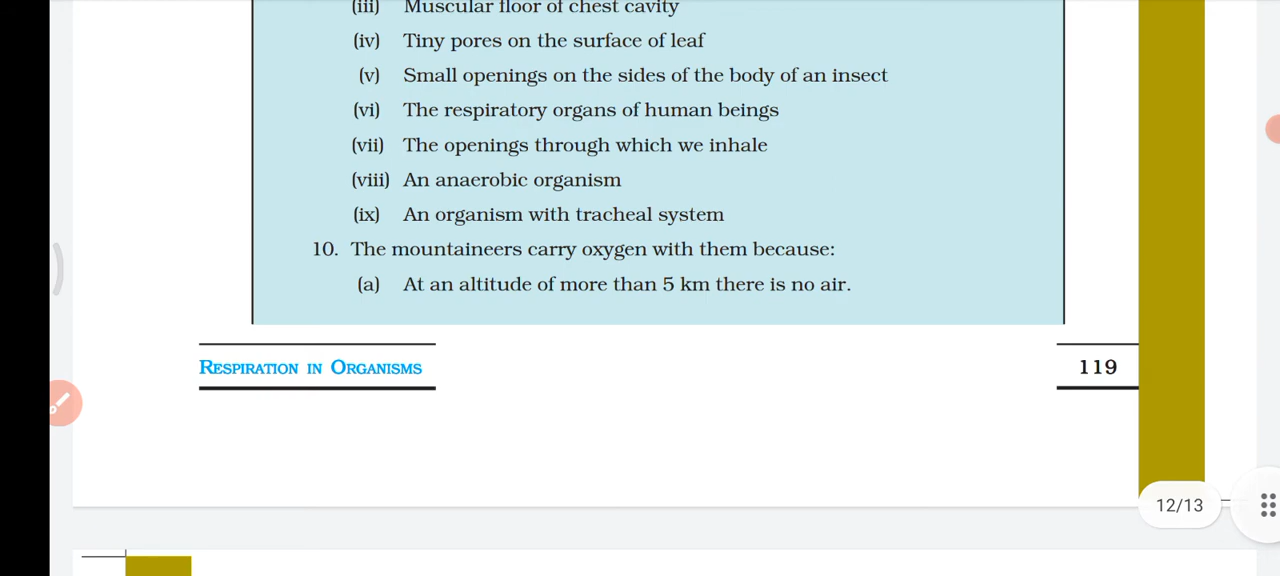 (iii) Muscular floor of chest cavity
(iv) Tiny pores on the surface of leaf
(v) Small openings on the sides of the body of an insect
(vi) The respiratory organs of human beings
(vii) The openings through which we inhale
(viii) An anaerobic organism
(ix) An organism with tracheal system
10. The mountaineers carry oxygen with them because:
(a) At an altitude of more than 5 km there is no air.
RESPIRATION IN ORGANISMS
119
12/13